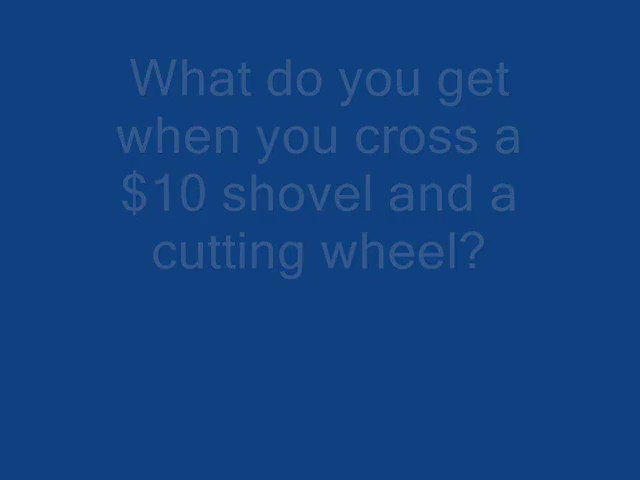 What do you get
when you cross a
$10 shovel and a
cutting wheel?